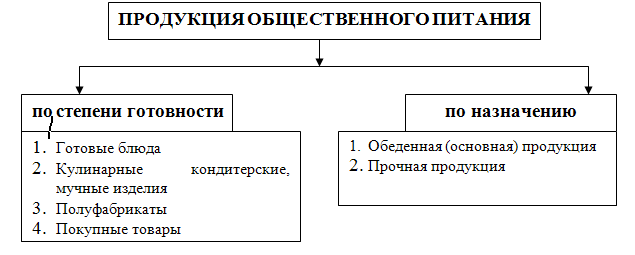 ПРОДУКЦИЯ ОБЩЕСТВЕННОГО ПИТАНИЯ
по степени готовности
1. Готовые блюда
2. Кулинарные кондитерские,
мучные изделия
3. Полуфабрикаты
4. Покупные товары
по назначению
1. Обеденная (основная) продукция
2. Прочная продукция